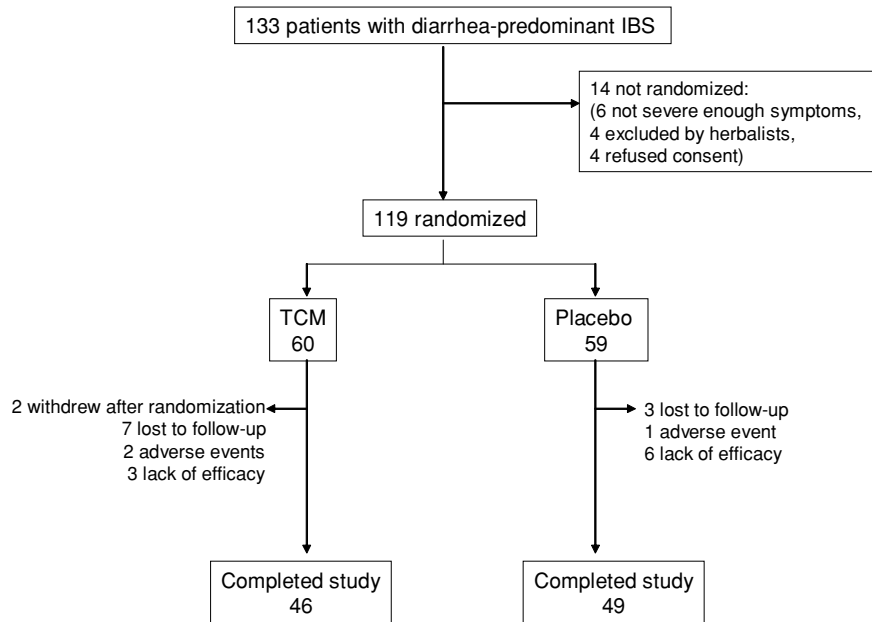 133 patients with diarrhea-predominant IBS
14 not randomized:
(6 not severe enough symptoms,
4 excluded by herbalists,
4 refused consent)
119 randomized
TCM
60
Placebo
59
2 withdrew after randomization
7 lost to follow-up
2 adverse events
3 lack of efficacy
3 lost to follow-up
1 adverse event
6 lack of efficacy
Completed study
46
Completed study
49